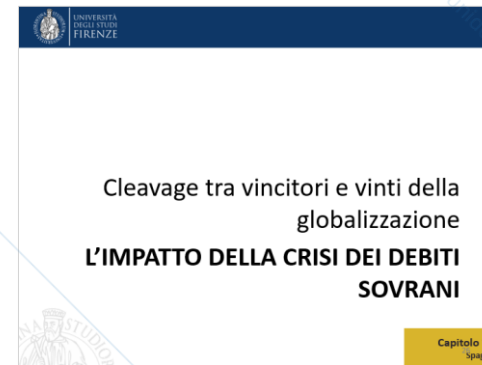 UNIVERSITÀ
DEGLI STUDI
FIRENZE
Cleavage tra vincitori e vinti della
globalizzazione
L'IMPATTO DELLA CRISI DEI DEBITI
SOVRANI
Capitolo